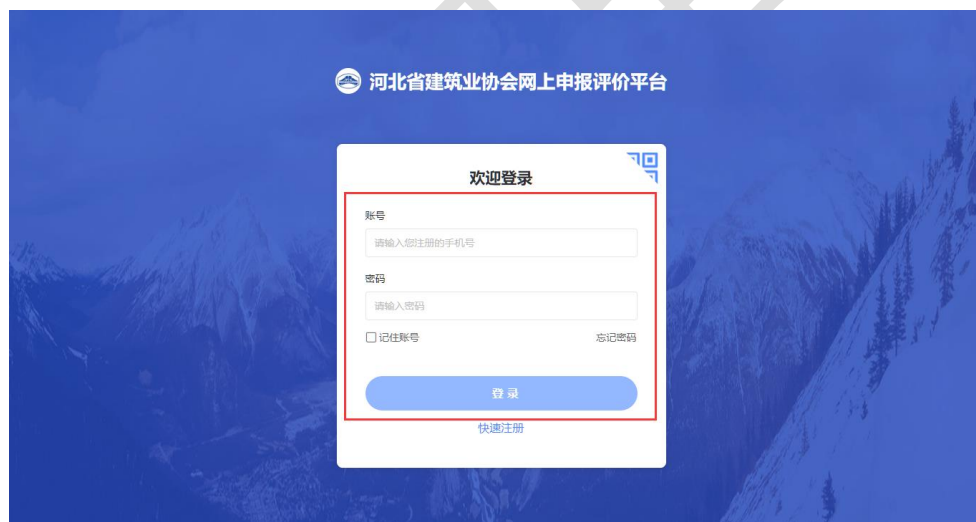 河北省建筑业协会网上申报评价平台
欢迎登录
账号
请输入您注册的手机号
密码
请输入密码
记住账号 忘记密码
登录
快速注册